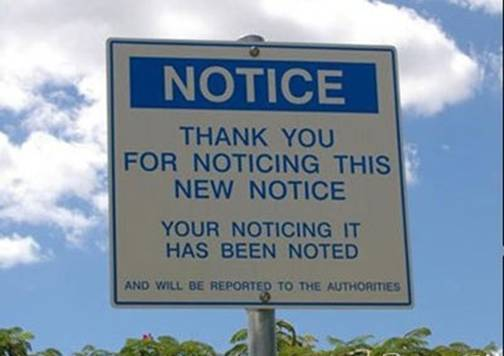 NOTICE
THANK YOU
FOR NOTICING THIS
NEW NOTICE
YOUR NOTICING IT
HAS BEEN NOTED
AND WILL BE REPORTED TO THE AUTHORITIES